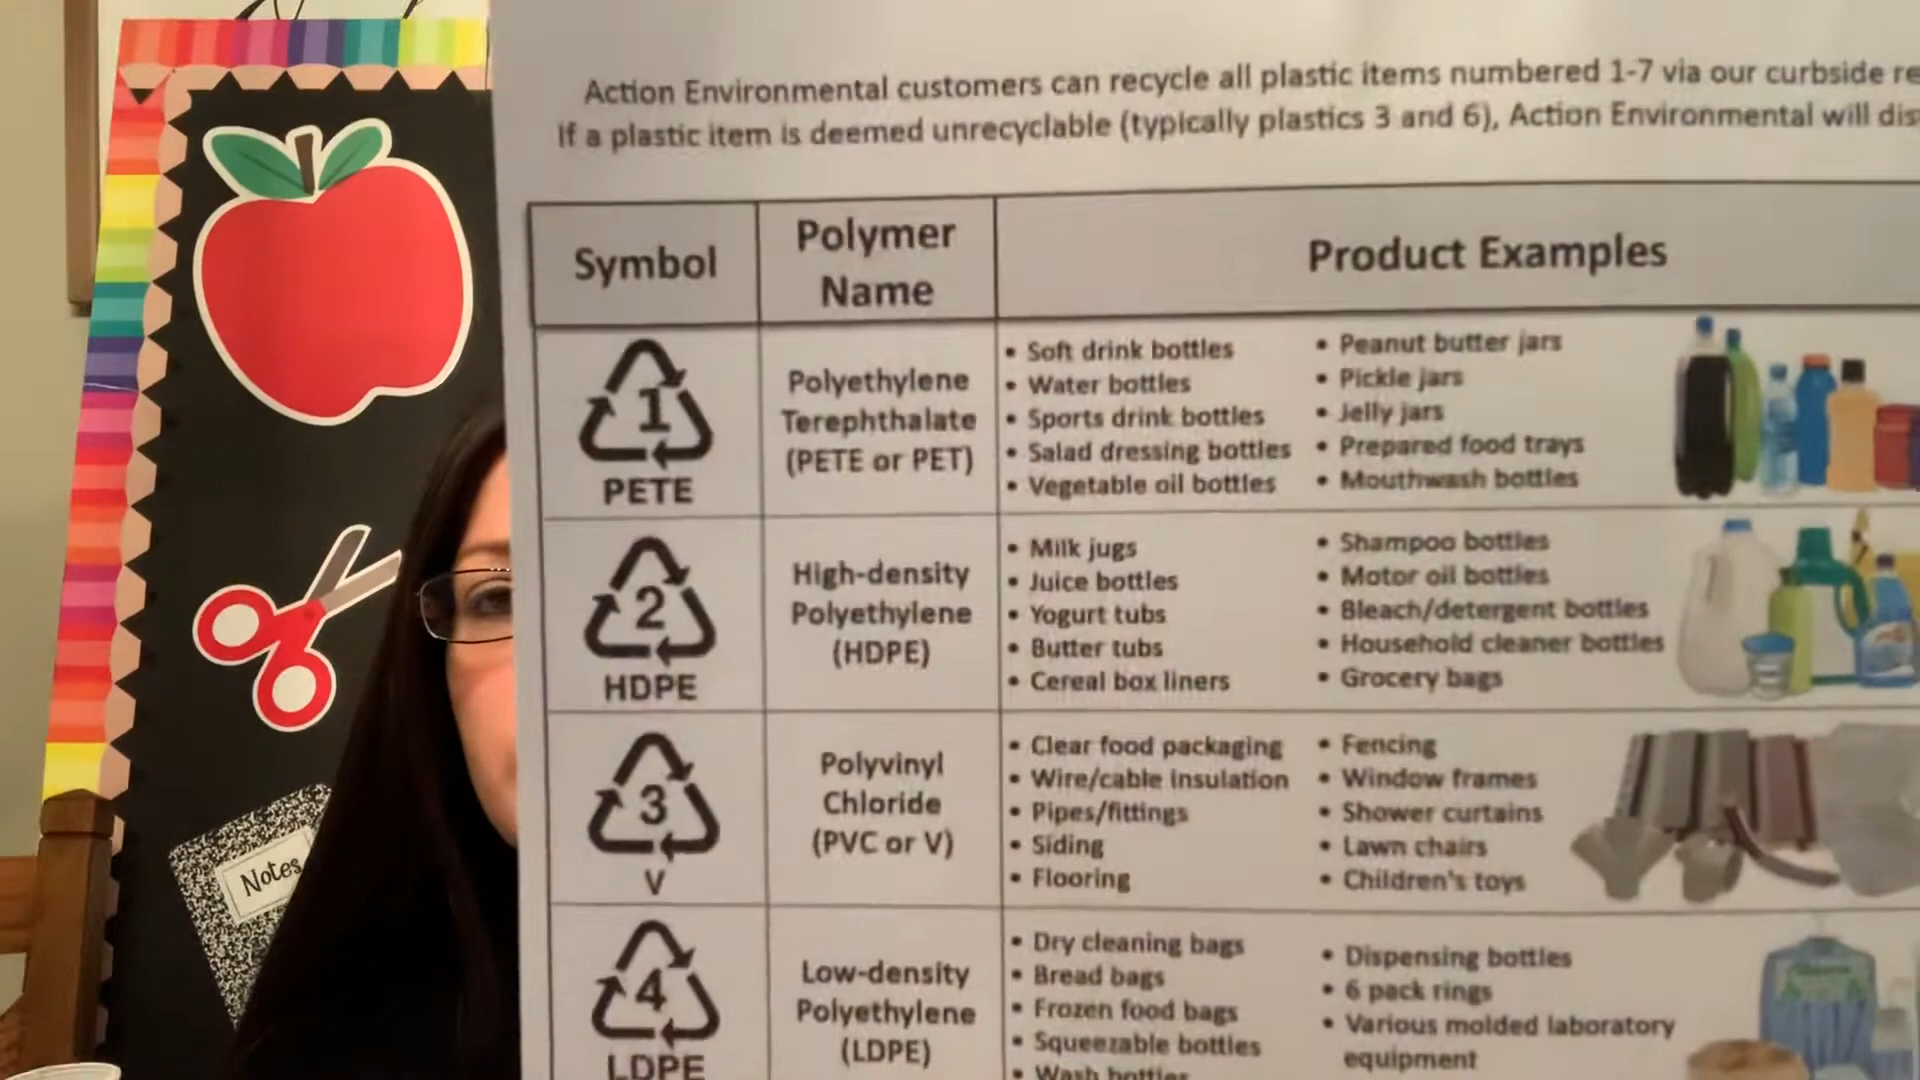 Action Environmental customers can recycle all plastic items numbered 1-7 via our curbside
If a plastic item is deemed unrecyclable (typically plastics 3 and 6), Action Environmental will
Symbol
Polymer
Name
Product Examples
1
PETE
Polyethylene
Terephthalate
(PETE or PET)
• Soft drink bottles
• Water bottles
• Sports drink bottles
• Salad dressing bottles
• Vegetable oil bottles
• Peanut butter jars
• Pickle jars
• Jelly jars
• Prepared food trays
• Mouthwash bottles
2
HDPE
High-density
Polyethylene
(HDPE)
• Milk jugs
• Juice bottles
• Yogurt tubs
• Butter tubs
• Cereal box liners
• Shampoo bottles
• Motor oil bottles
• Bleach/detergent bottles
• Household cleaner bottles
• Grocery bags
3
V
Polyvinyl
Chloride
(PVC or V)
• Clear food packaging
• Wire/cable insulation
• Pipes/fittings
• Siding
• Flooring
• Fencing
• Window frames
• Shower curtains
• Lawn chairs
• Children's toys
4
LDPE
Low-density
Polyethylene
(LDPE)
• Dry cleaning bags
• Bread bags
• Frozen food bags
• Squeezable bottles
• Wash bottles
• Dispensing bottles
• 6 pack rings
• Various molded laboratory
equipment
Notes